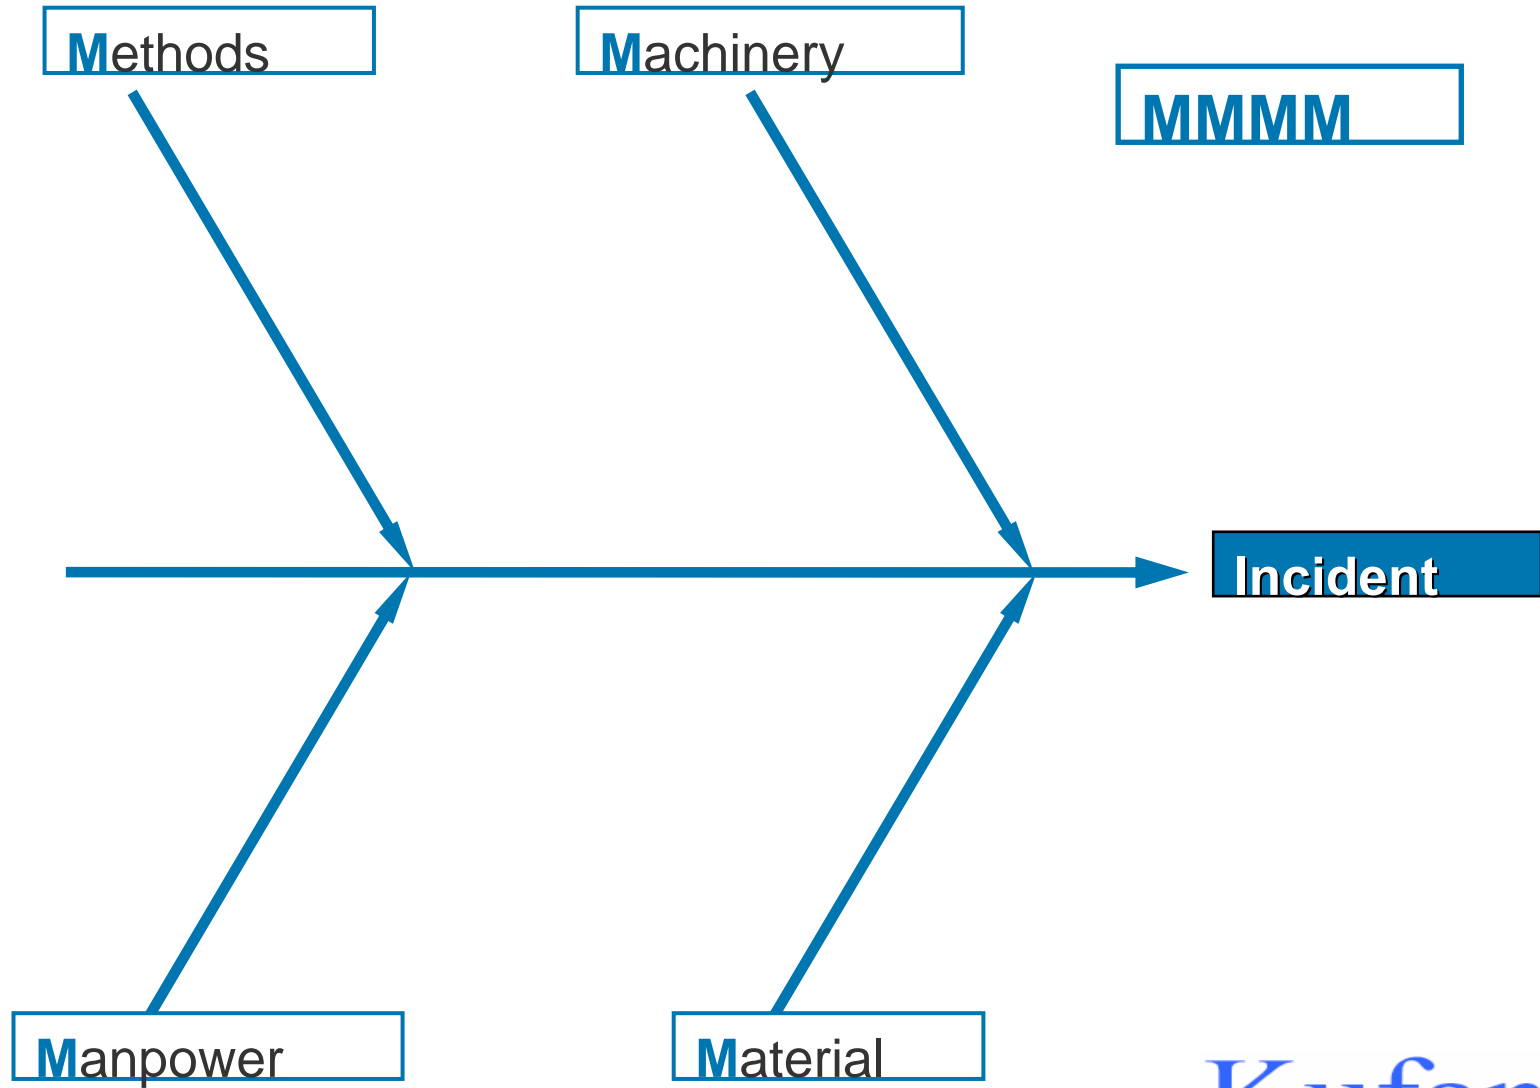 Methods
Machinery
MMMM
Incident
Manpower
Material